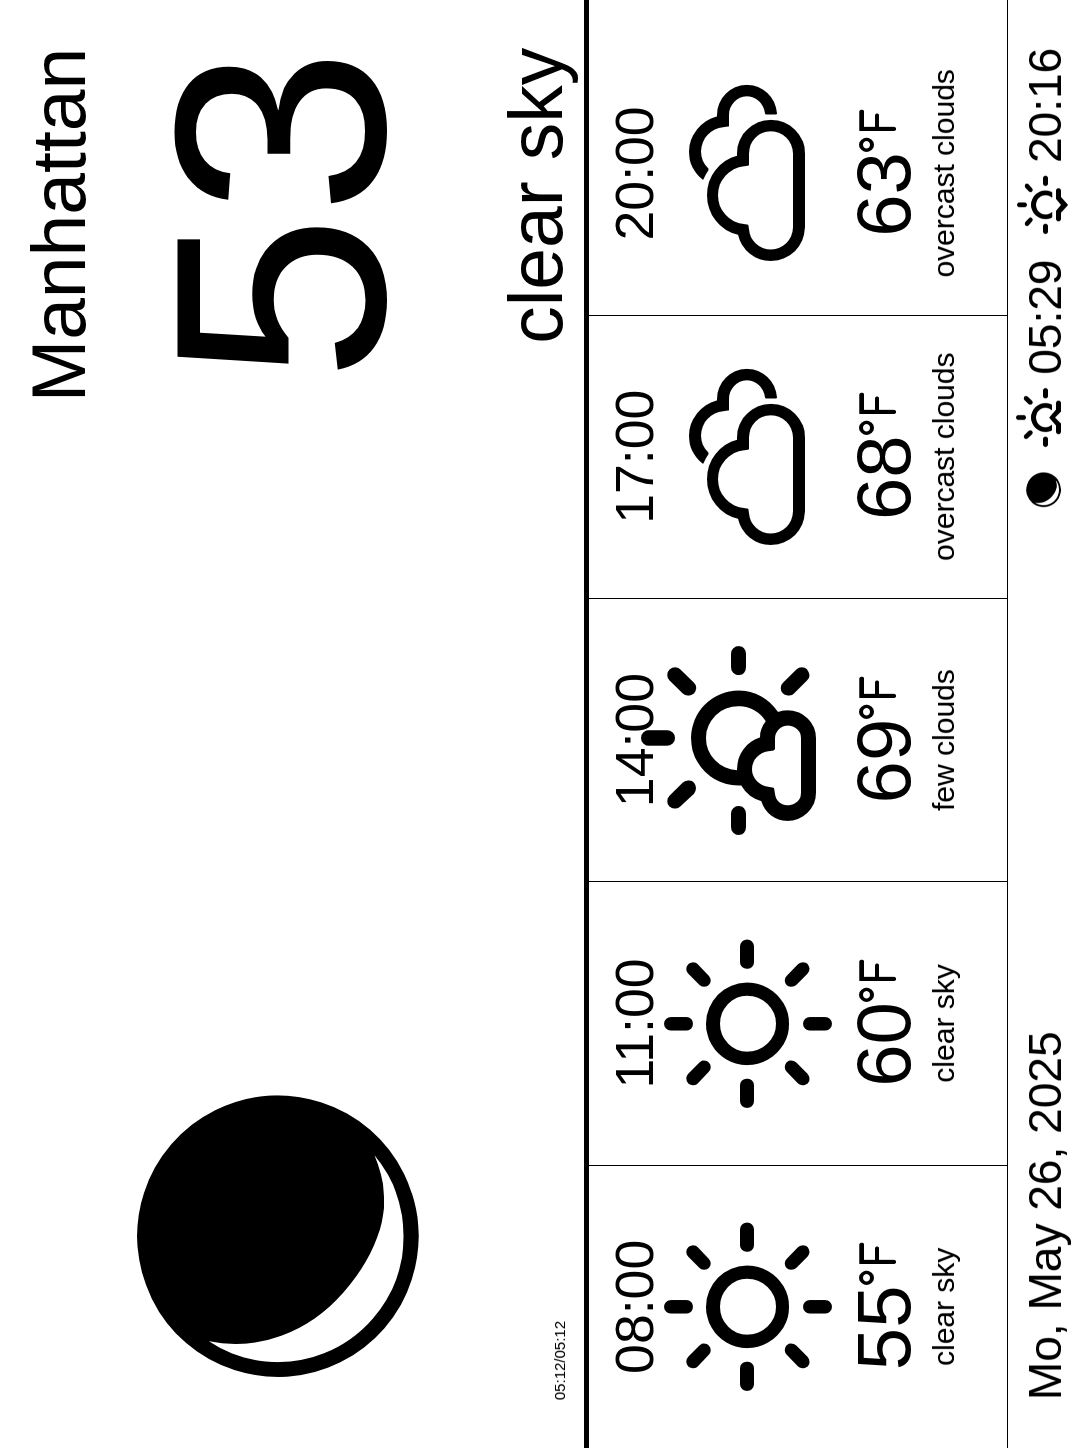 Manhattan
53
clear sky
05:12/05:12
08:00 11:00 14:00 17:00 20:00
55°F 60°F 69°F 68°F 63°F
clear sky clear sky few clouds overcast clouds overcast clouds
Mo, May 26, 2025 05:29 20:16